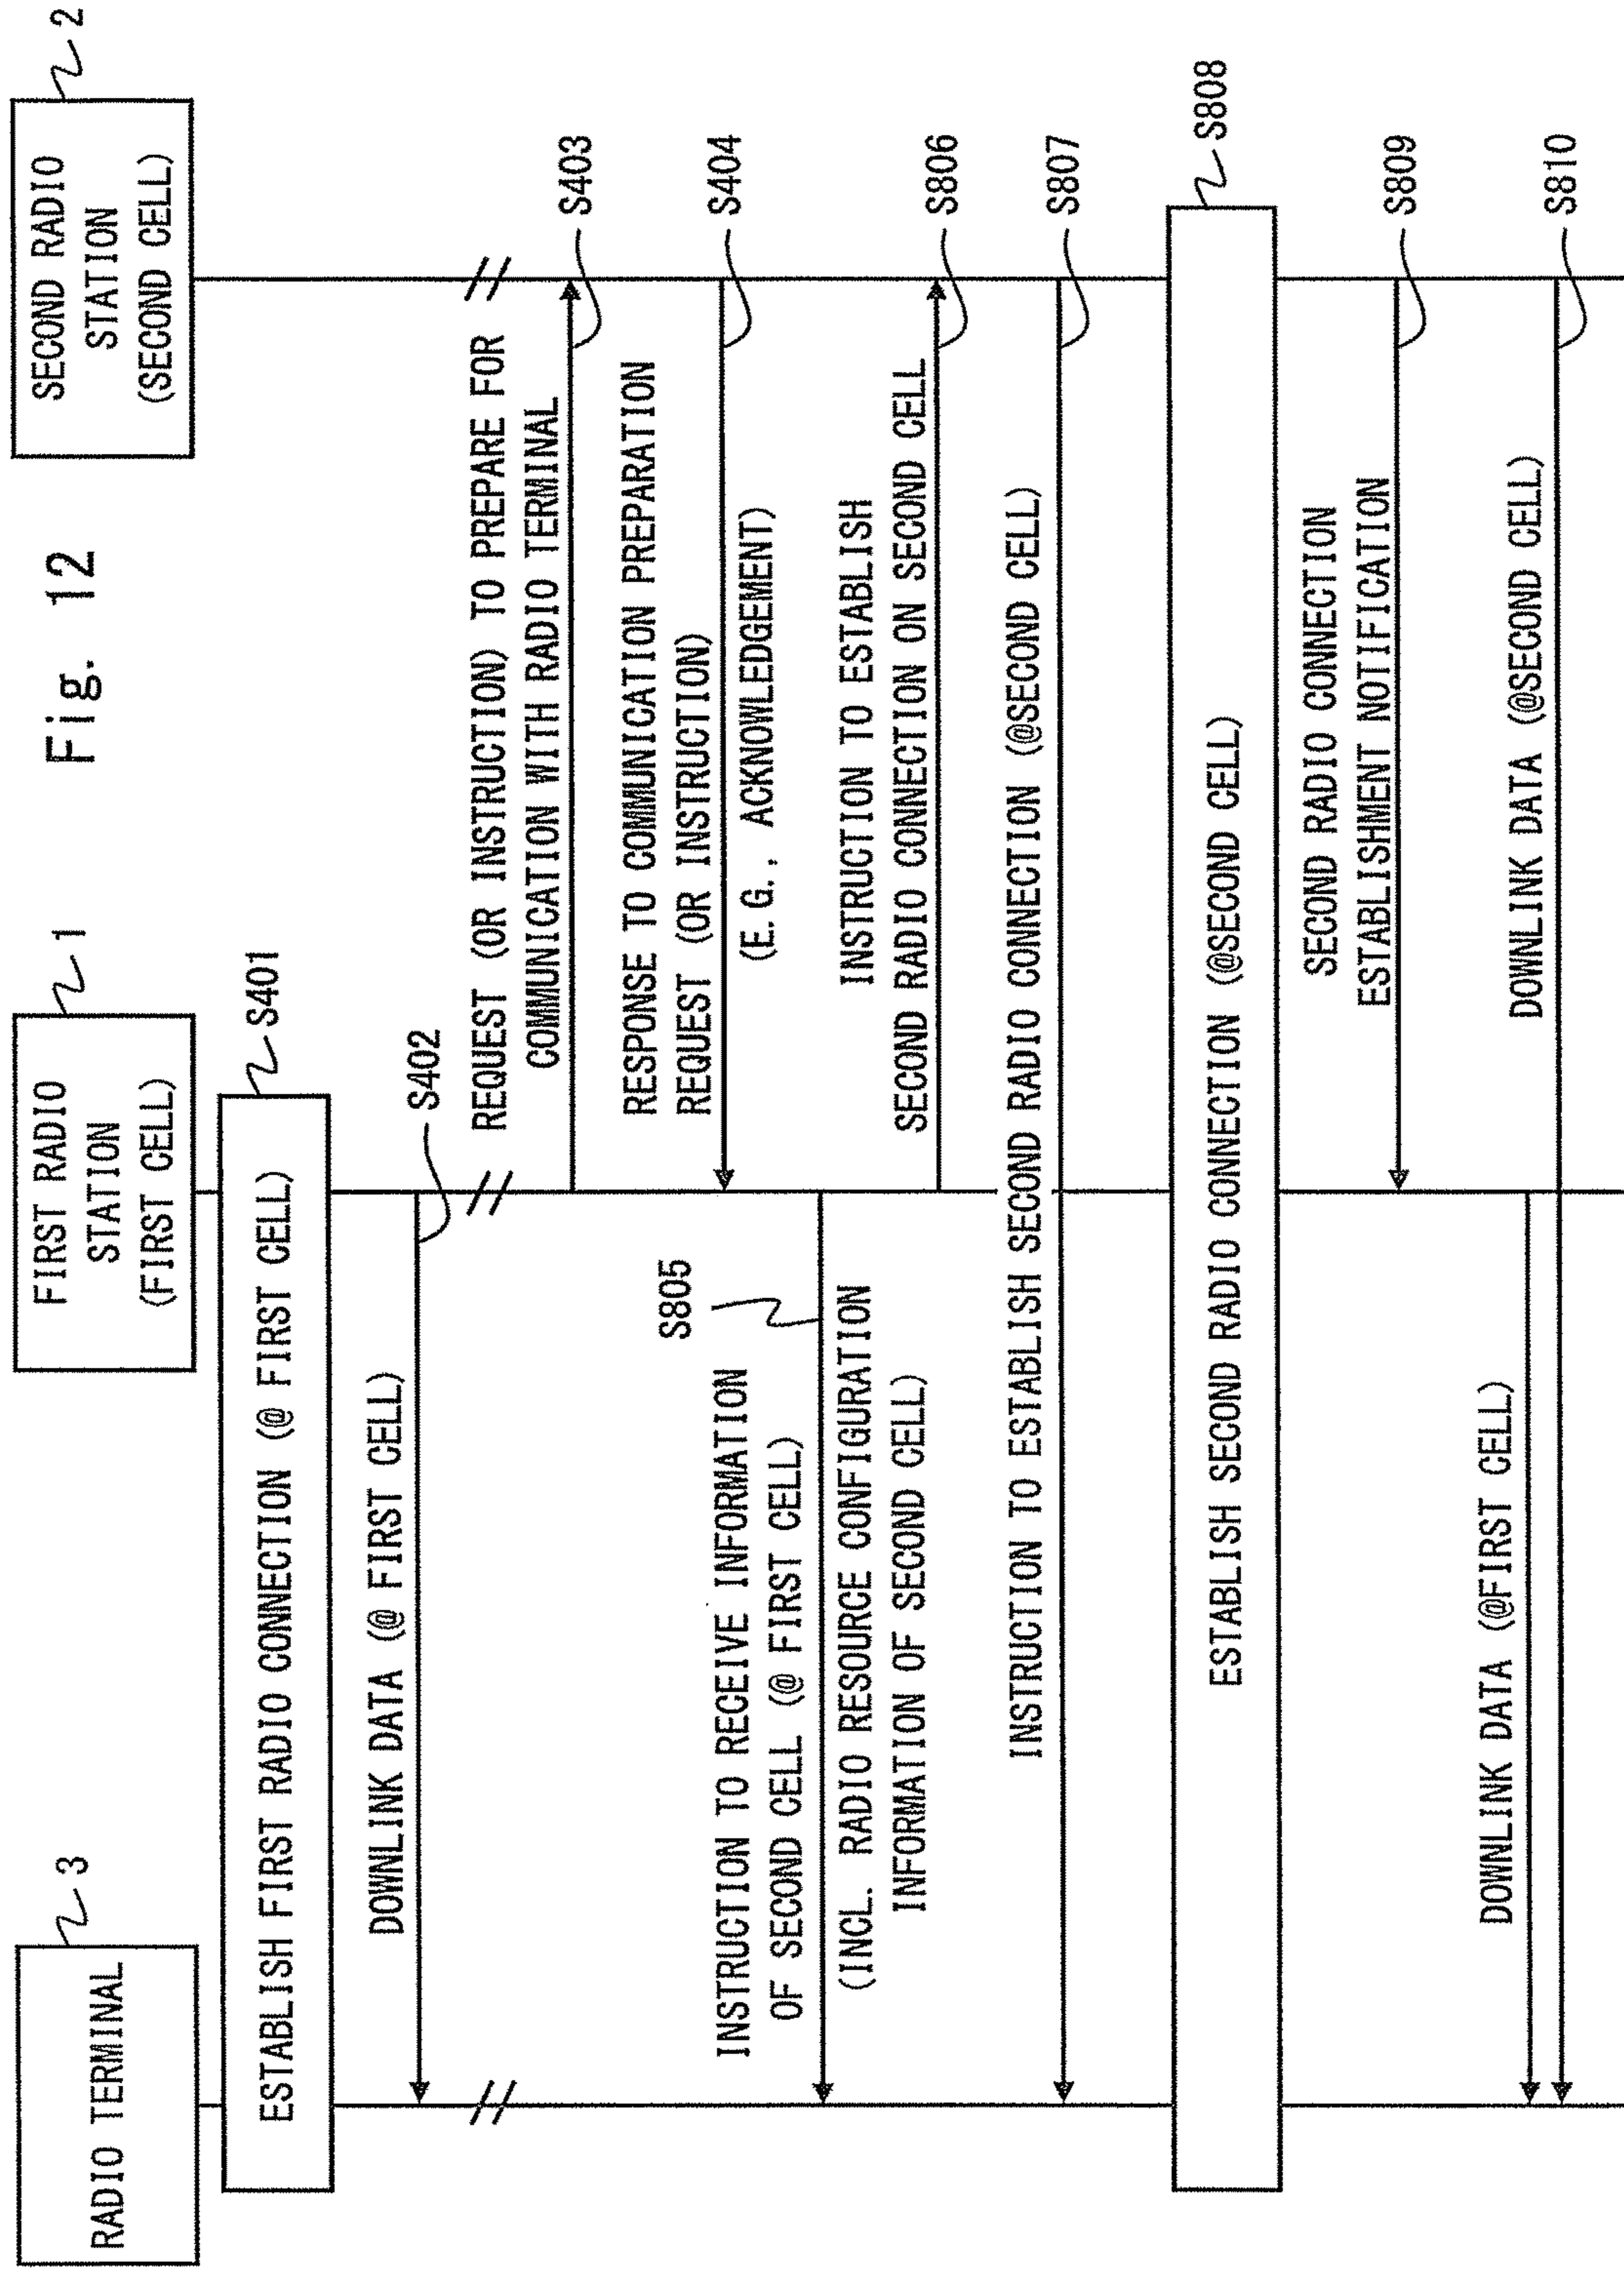 Fig. 12
RADIO TERMINAL
3
FIRST RADIO
STATION
(FIRST CELL)
1
SECOND RADIO
STATION
(SECOND CELL)
2
ESTABLISH FIRST RADIO CONNECTION (@ FIRST CELL)
S401
DOWNLINK DATA (@ FIRST CELL)
S402
REQUEST (OR INSTRUCTION) TO PREPARE FOR
COMMUNICATION WITH RADIO TERMINAL
S403
RESPONSE TO COMMUNICATION PREPARATION
REQUEST (OR INSTRUCTION)
(E.G., ACKNOWLEDGEMENT)
S404
INSTRUCTION TO RECEIVE INFORMATION
OF SECOND CELL (@ FIRST CELL)
S805
(INCL. RADIO RESOURCE CONFIGURATION
INFORMATION OF SECOND CELL)
INSTRUCTION TO ESTABLISH
SECOND RADIO CONNECTION ON SECOND CELL
S806
INSTRUCTION TO ESTABLISH SECOND RADIO CONNECTION (@SECOND CELL)
S807
ESTABLISH SECOND RADIO CONNECTION (@SECOND CELL)
S808
SECOND RADIO CONNECTION
ESTABLISHMENT NOTIFICATION
S809
DOWNLINK DATA (@FIRST CELL)
DOWNLINK DATA (@SECOND CELL)
S810